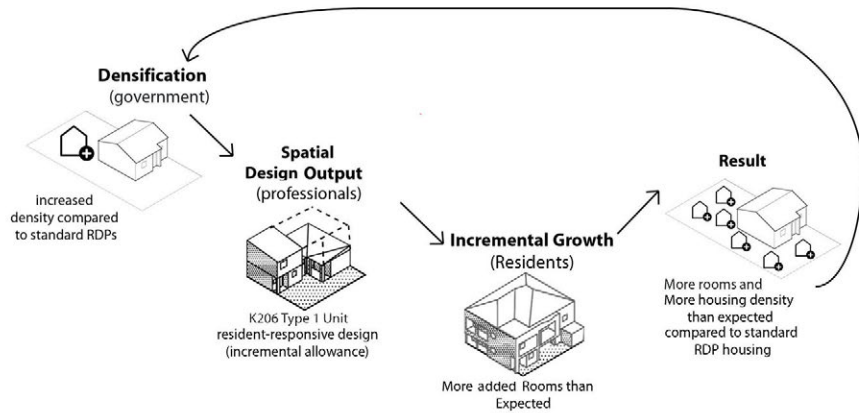 Densification
(government)
increased
density compared
to standard RDPs
Spatial
Design Output
(professionals)
K206 Type 1 Unit
resident-responsive design
(incremental allowance)
Incremental Growth
(Residents)
More added Rooms than
Expected
Result
More rooms and
More housing density
than expected
compared to standard
RDP housing